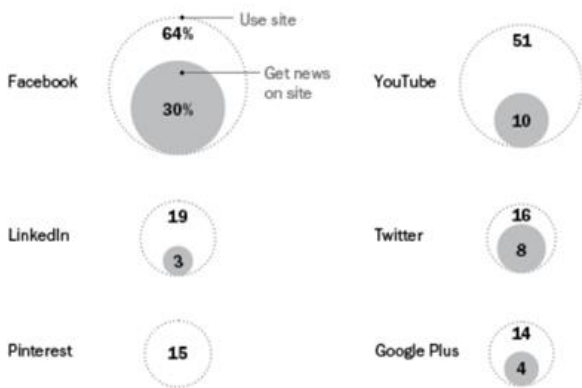 Use site
64%
51
Facebook
Get news
on site
YouTube
30%
10
19
16
LinkedIn
Twitter
3
8
14
Pinterest
15
Google Plus
4